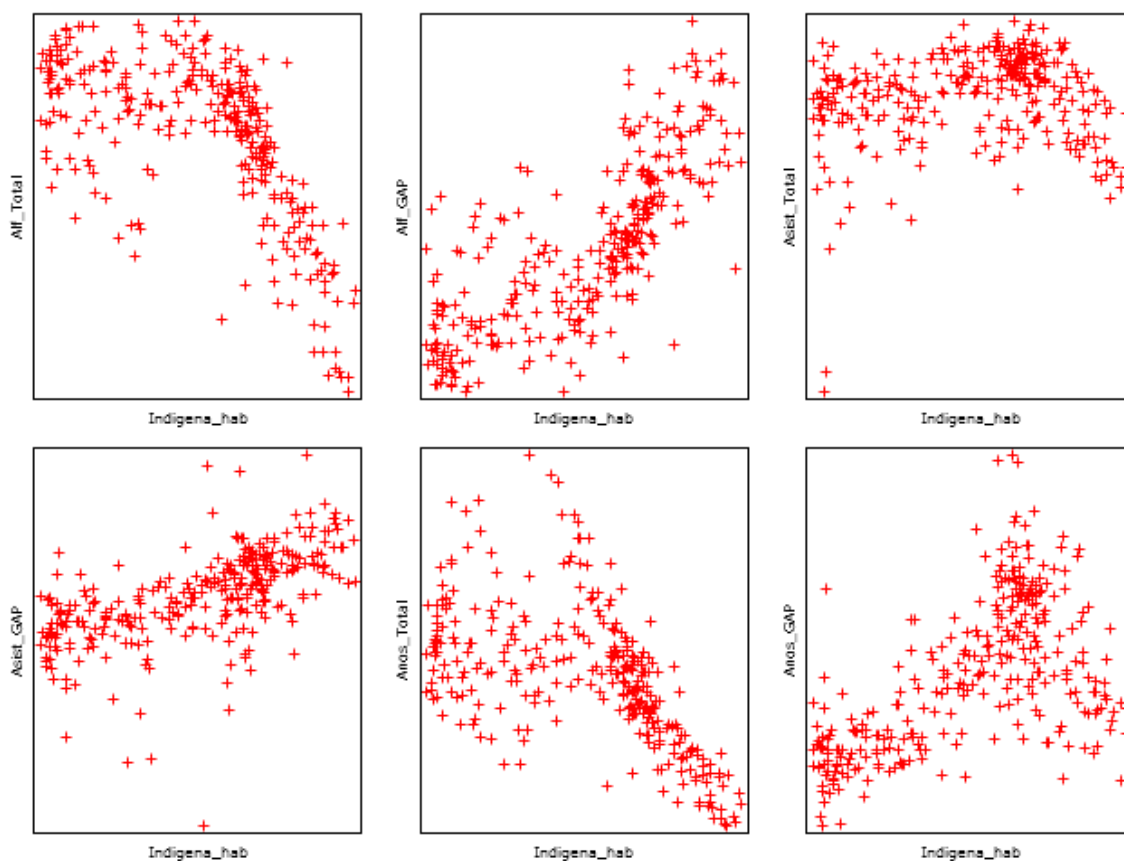 Alf_Total
Indigena_hab
Alf_GAP
Indigena_hab
Asist_Total
Indigena_hab
Asist_GAP
Indigena_hab
Anos_Total
Indigena_hab
Anos_GAP
Indigena_hab